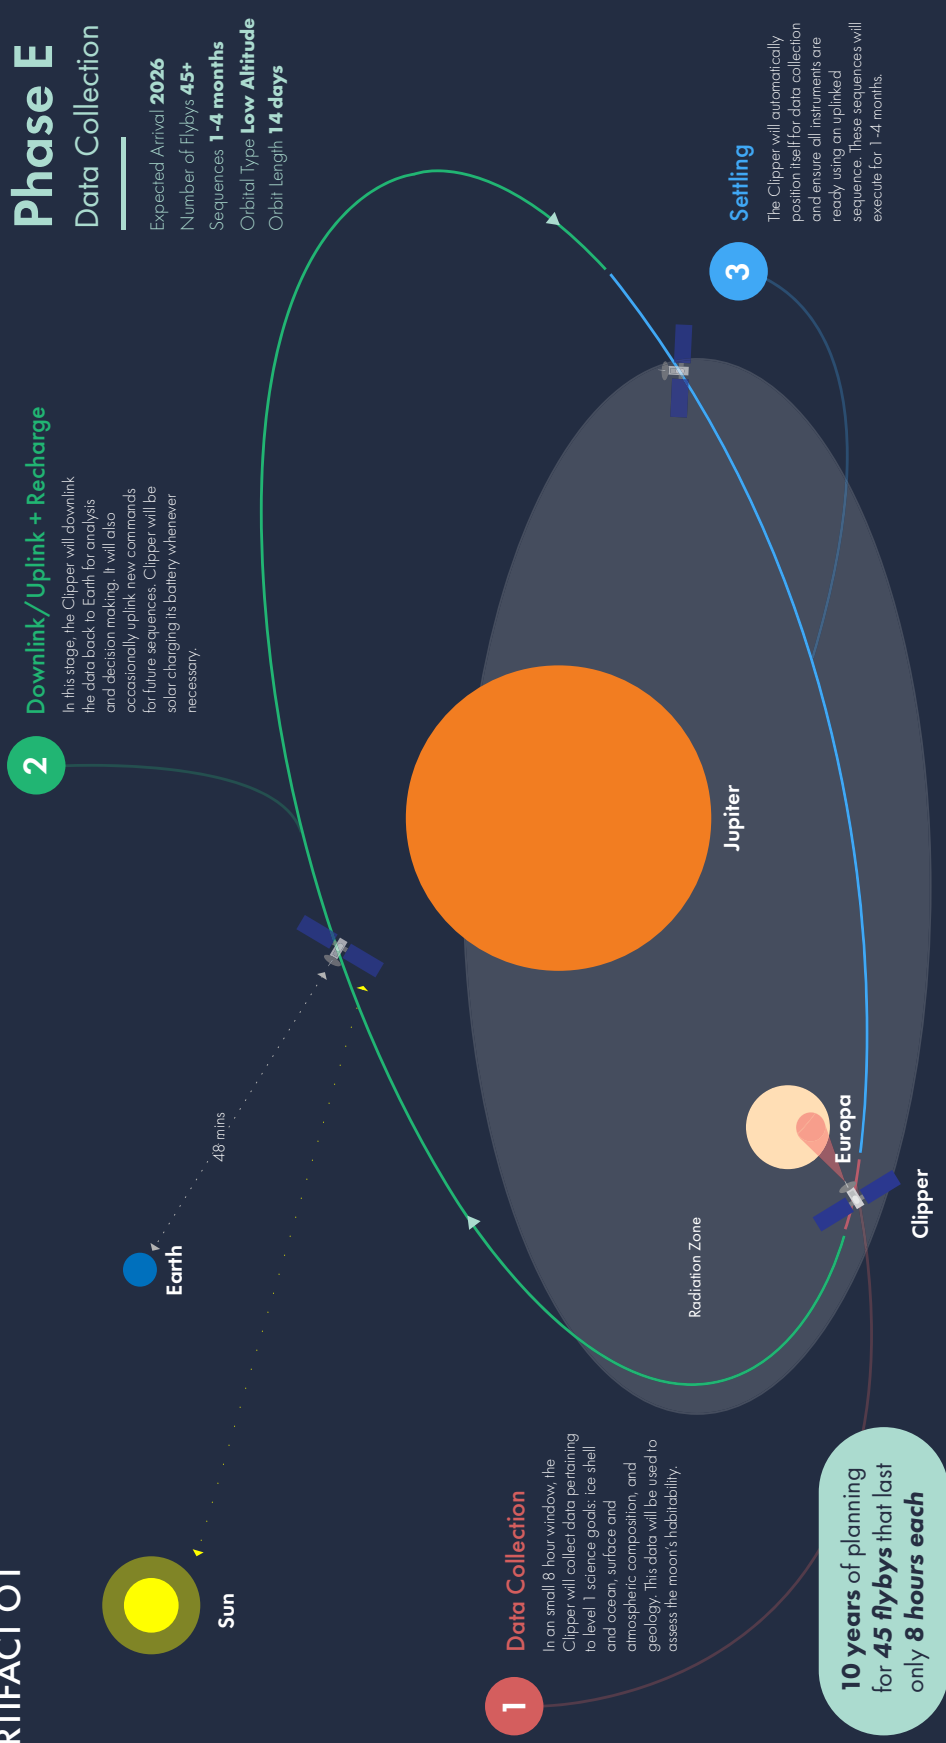 RTIFACT 01
Phase E
Data Collection
Expected Arrival 2026
Number of Flybys 45+
Sequences 1-4 months
Orbital Type Low Altitude
Orbit Length 14 days
2
Downlink/Uplink + Recharge
In this stage, the Clipper will downlink
the data back to Earth for analysis
and decision making. It will also
occasionally uplink new commands
for future sequences. Clipper will be
solar charging its battery whenever
necessary.
Sun
Earth
48 mins
Jupiter
Radiation Zone
Europa
Clipper
1
Data Collection
In an small 8 hour window, the
Clipper will collect data pertaining
to level 1 science goals: ice shell
and ocean, surface and
atmospheric composition, and
geology. This data will be used to
assess the moon's habitability.
3
Settling
The Clipper will automatically
position itself for data collection
and ensure all instruments are
ready using an uplinked
sequence. These sequences will
execute for 1-4 months.
10 years of planning
for 45 flybys that last
only 8 hours each